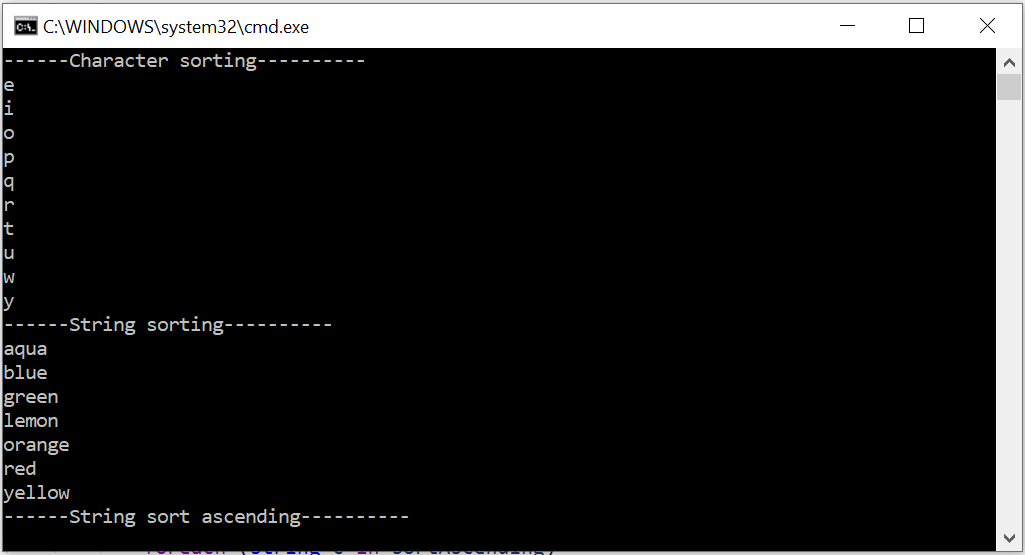 C:\WINDOWS\system32\cmd.exe
------Character sorting----------
e
i
o
p
q
r
t
u
w
y
------String sorting----------
aqua
blue
green
lemon
orange
red
yellow
------String sort ascending----------